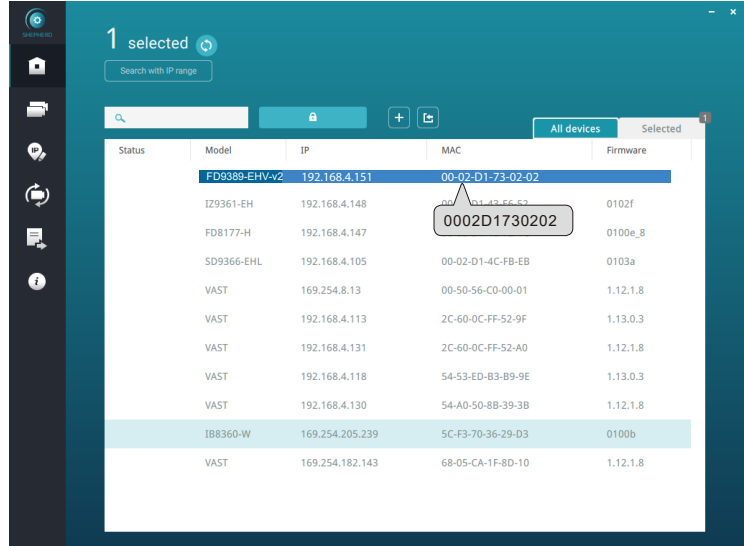 SHEPHERD
1 selected
Search with IP range
1
All devices Selected
Status Model IP MAC Firmware
FD9389-EHV-v2 192.168.4.151 00-02-D1-73-02-02
IZ9361-EH 192.168.4.148 0102f
0002D1730202
FD8177-H 192.168.4.147 0100e_8
SD9366-EHL 192.168.4.105 00-02-D1-4C-FB-EB 0103a
VAST 169.254.8.13 00-50-56-C0-00-01 1.12.1.8
VAST 192.168.4.113 2C-60-0C-FF-52-9F 1.13.0.3
VAST 192.168.4.131 2C-60-0C-FF-52-A0 1.12.1.8
VAST 192.168.4.118 54-53-ED-B3-B9-9E 1.13.0.3
VAST 192.168.4.130 54-A0-50-8B-39-3B 1.12.1.8
IB8360-W 169.254.205.239 5C-F3-70-36-29-D3 0100b
VAST 169.254.182.143 68-05-CA-1F-8D-10 1.12.1.8
IP